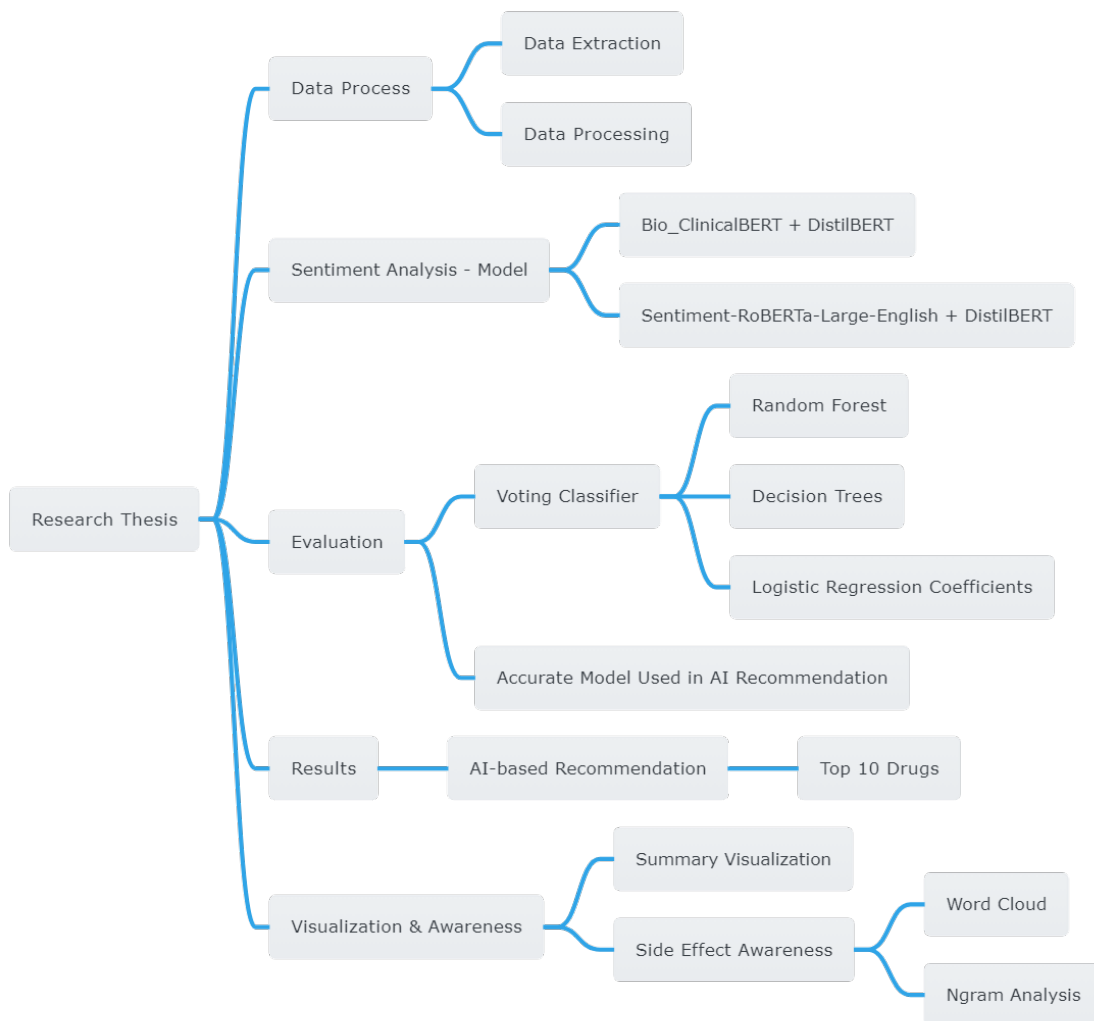 Research Thesis
Data Process
Data Extraction
Data Processing
Sentiment Analysis - Model
Bio_ClinicalBERT + DistilBERT
Sentiment-RoBERTa-Large-English + DistilBERT
Evaluation
Voting Classifier
Random Forest
Decision Trees
Logistic Regression Coefficients
Accurate Model Used in AI Recommendation
Results
AI-based Recommendation
Top 10 Drugs
Visualization & Awareness
Summary Visualization
Side Effect Awareness
Word Cloud
Ngram Analysis